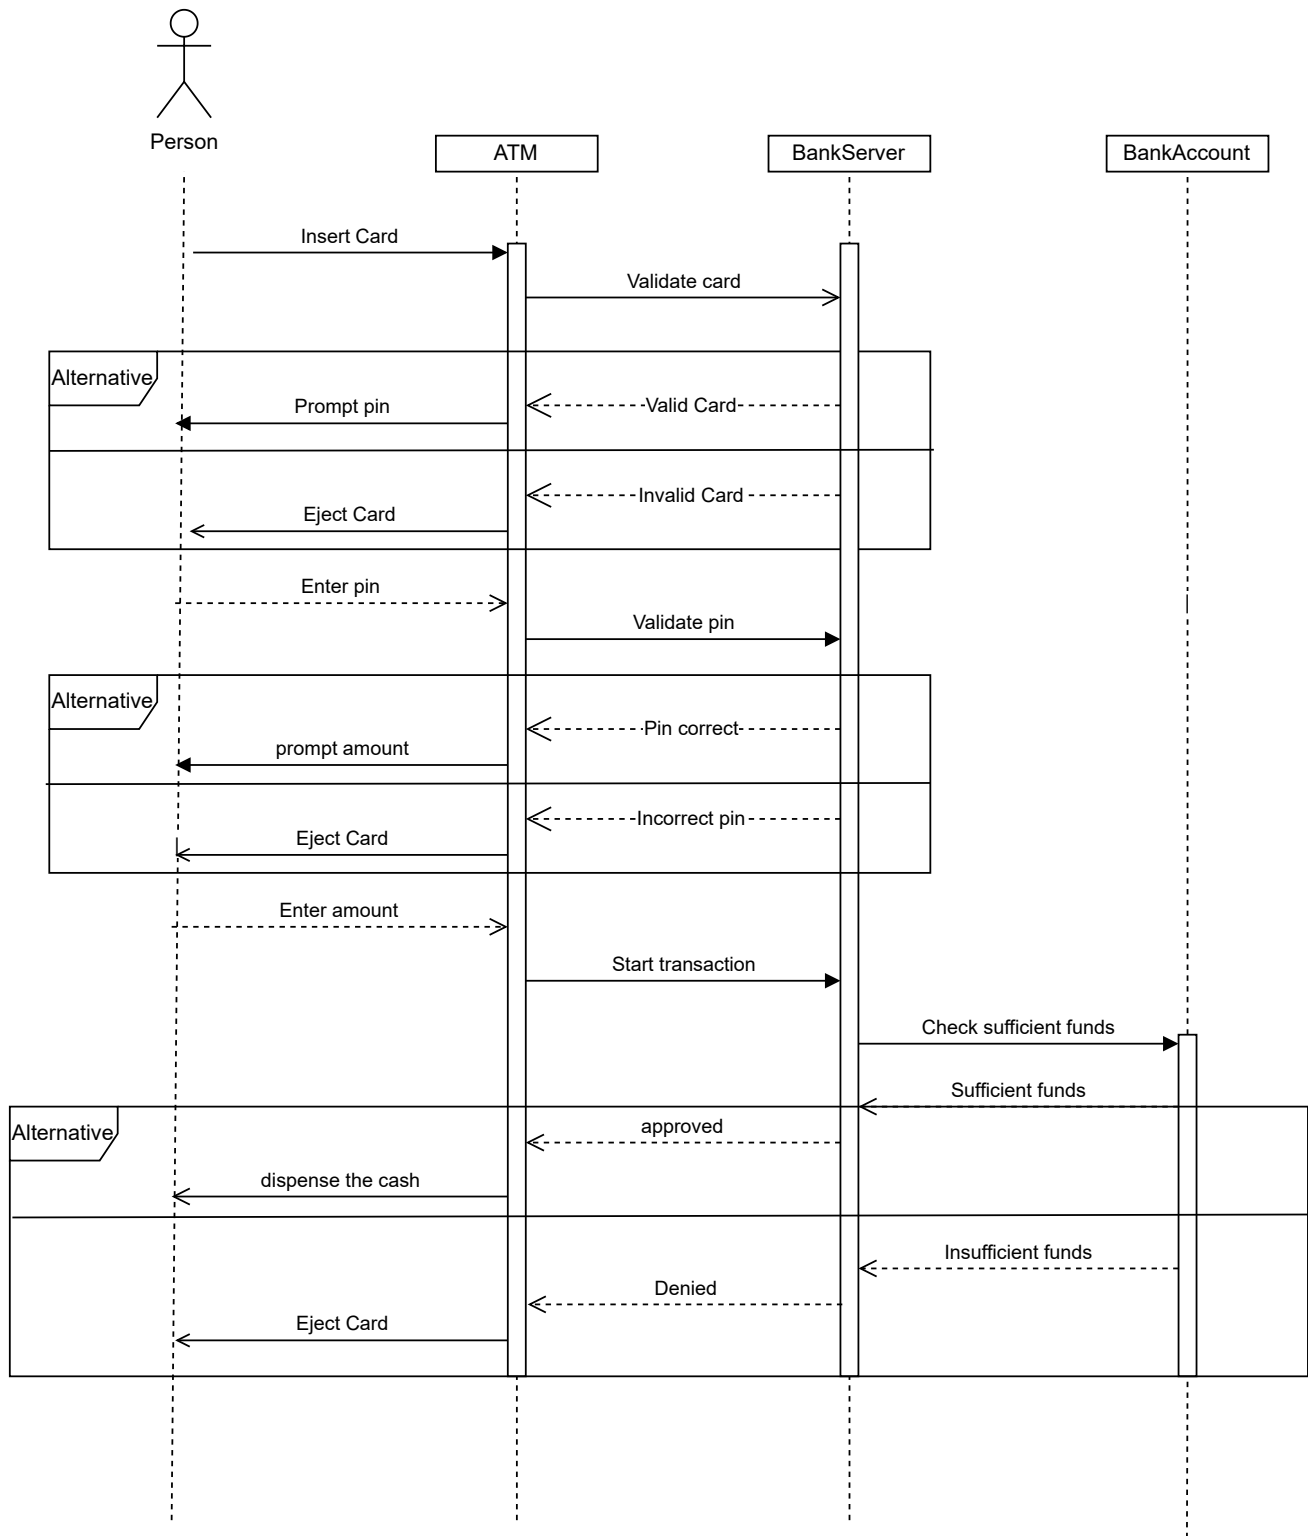 Person
ATM
BankServer
BankAccount
Insert Card
Validate card
Alternative
Valid Card
Prompt pin
Invalid Card
Eject Card
Enter pin
Validate pin
Alternative
Pin correct
prompt amount
Incorrect pin
Eject Card
Enter amount
Start transaction
Check sufficient funds
Sufficient funds
Alternative
approved
dispense the cash
Insufficient funds
Denied
Eject Card